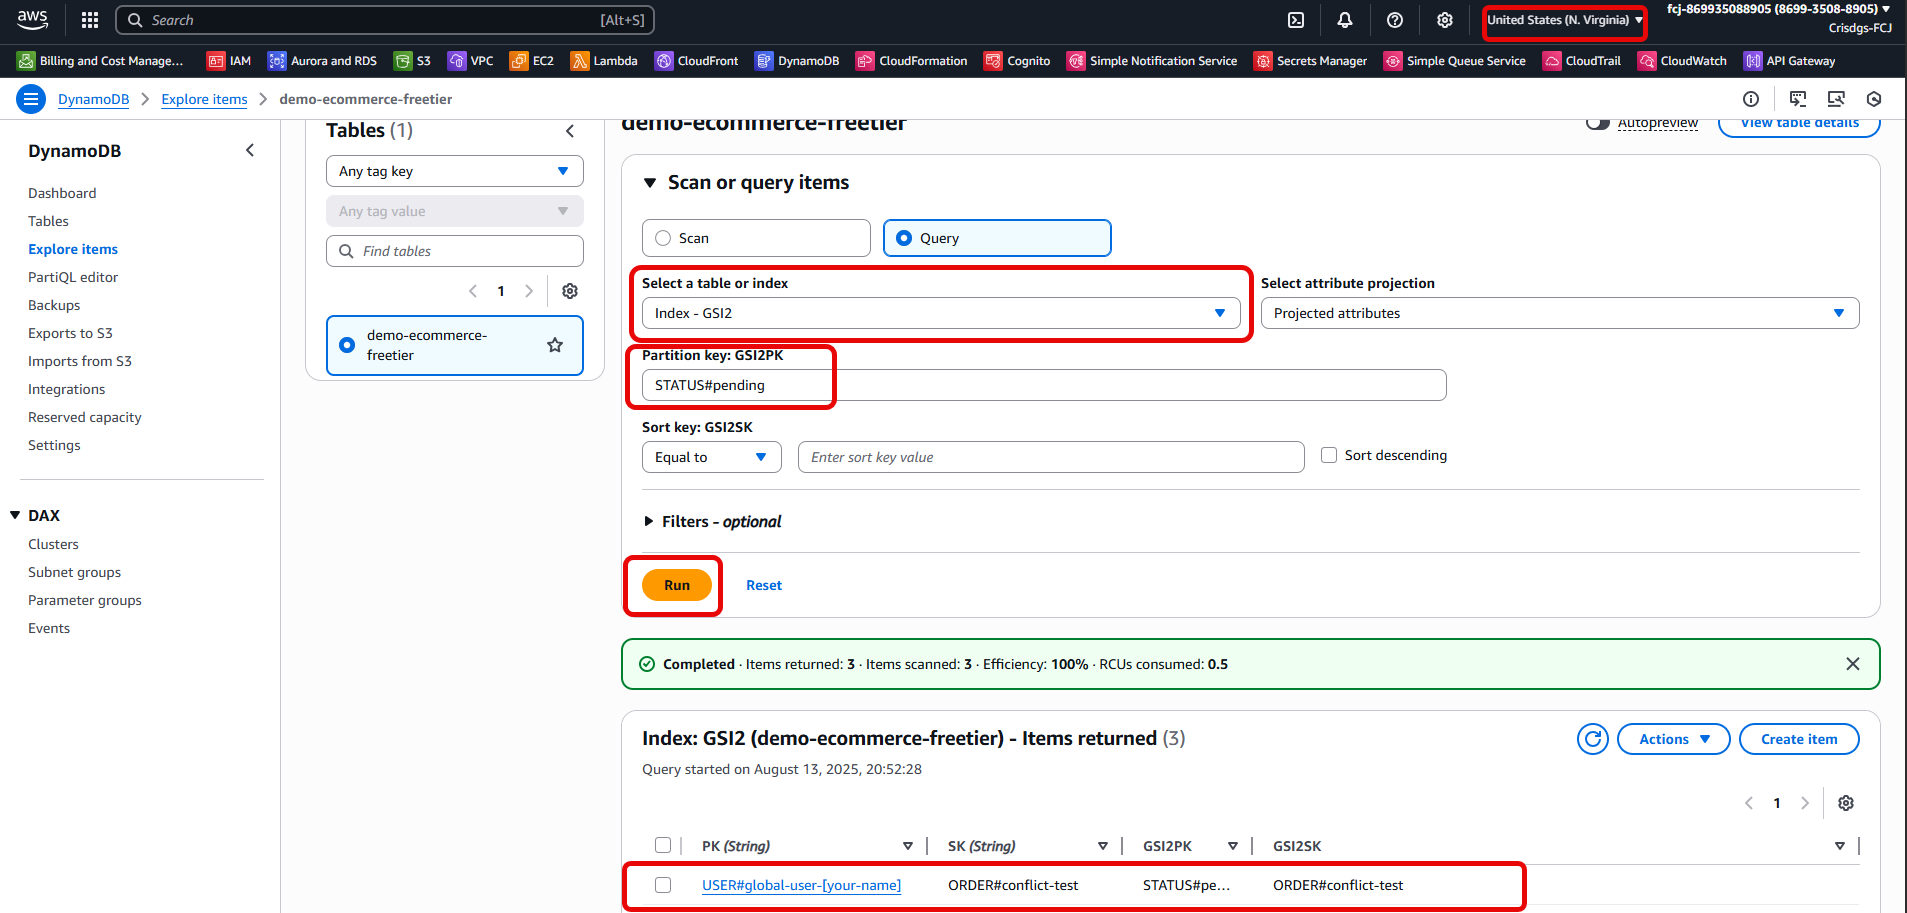 aws
Search [Alt+S]
United States (N. Virginia)
fcj-869935088905 (8699-3508-8905)
Crisdgs-FCJ
Billing and Cost Manage... IAM Aurora and RDS S3 VPC EC2 Lambda CloudFront DynamoDB CloudFormation Cognito Simple Notification Service Secrets Manager Simple Queue Service CloudTrail CloudWatch API Gateway
DynamoDB Explore items demo-ecommerce-freetier
DynamoDB
Dashboard
Tables
Explore items
PartiQL editor
Backups
Exports to S3
Imports from S3
Integrations
Reserved capacity
Settings
DAX
Clusters
Subnet groups
Parameter groups
Events
Tables (1)
Any tag key
Any tag value
Find tables
1
demo-ecommerce-
freetier
demo-ecommerce-freetier
Autopreview
View table details
Scan or query items
Scan
Query
Select a table or index
Index - GSI2
Select attribute projection
Projected attributes
Partition key: GSI2PK
STATUS#pending
Sort key: GSI2SK
Equal to
Enter sort key value
Sort descending
Filters - optional
Run
Reset
Completed · Items returned: 3 · Items scanned: 3 · Efficiency: 100% · RCUs consumed: 0.5
Index: GSI2 (demo-ecommerce-freetier) - Items returned (3)
Actions
Create item
Query started on August 13, 2025, 20:52:28
1
PK (String) SK (String) GSI2PK GSI2SK
USER#global-user-[your-name] ORDER#conflict-test STATUS#pe... ORDER#conflict-test